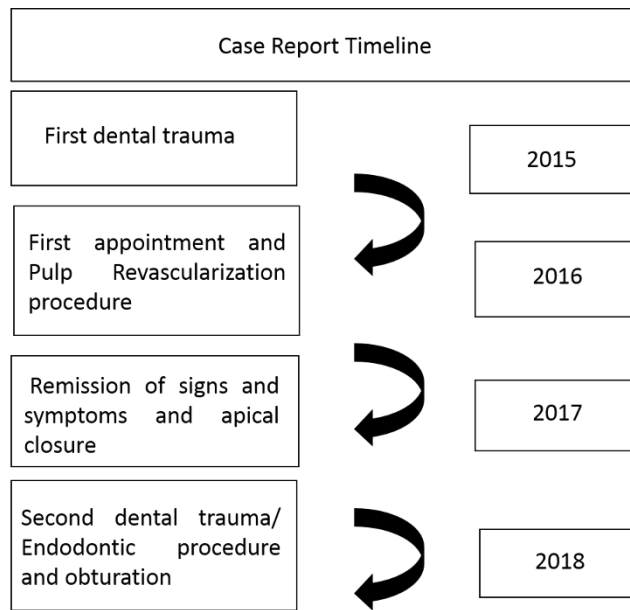 Case Report Timeline
First dental trauma
2015
First appointment and
Pulp Revascularization
procedure
2016
Remission of signs and
symptoms and apical
closure
2017
Second dental trauma/
Endodontic procedure
and obturation
2018